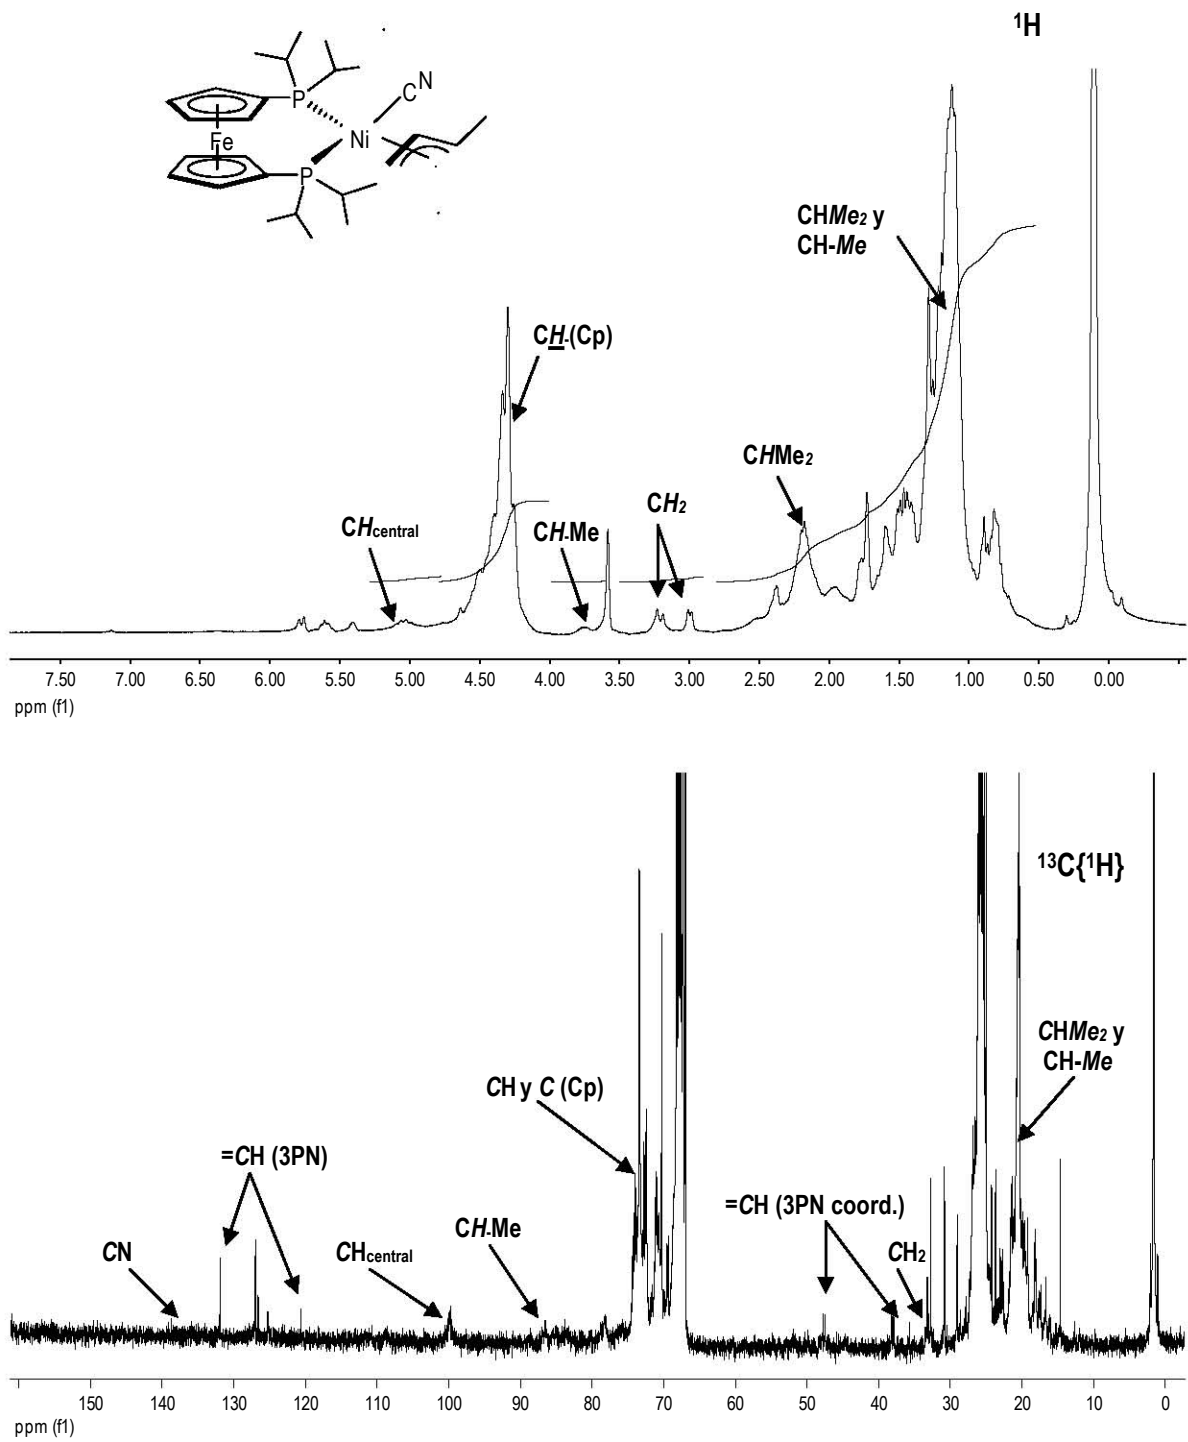 ¹H
N
C
P
Ni
Fe
P
CHMe₂ y
CH-Me
CH-(Cp)
CHMe₂
CHcentral
CH-Me
CH₂
7.50 7.00 6.50 6.00 5.50 5.00 4.50 4.00 3.50 3.00 2.50 2.00 1.50 1.00 0.50 0.00
ppm (f1)
¹³C{¹H}
CHMe₂ y
CH-Me
CH y C (Cp)
=CH (3PN)
=CH (3PN coord.)
CN
CHcentral
CH-Me
CH₂
150 140 130 120 110 100 90 80 70 60 50 40 30 20 10 0
ppm (f1)